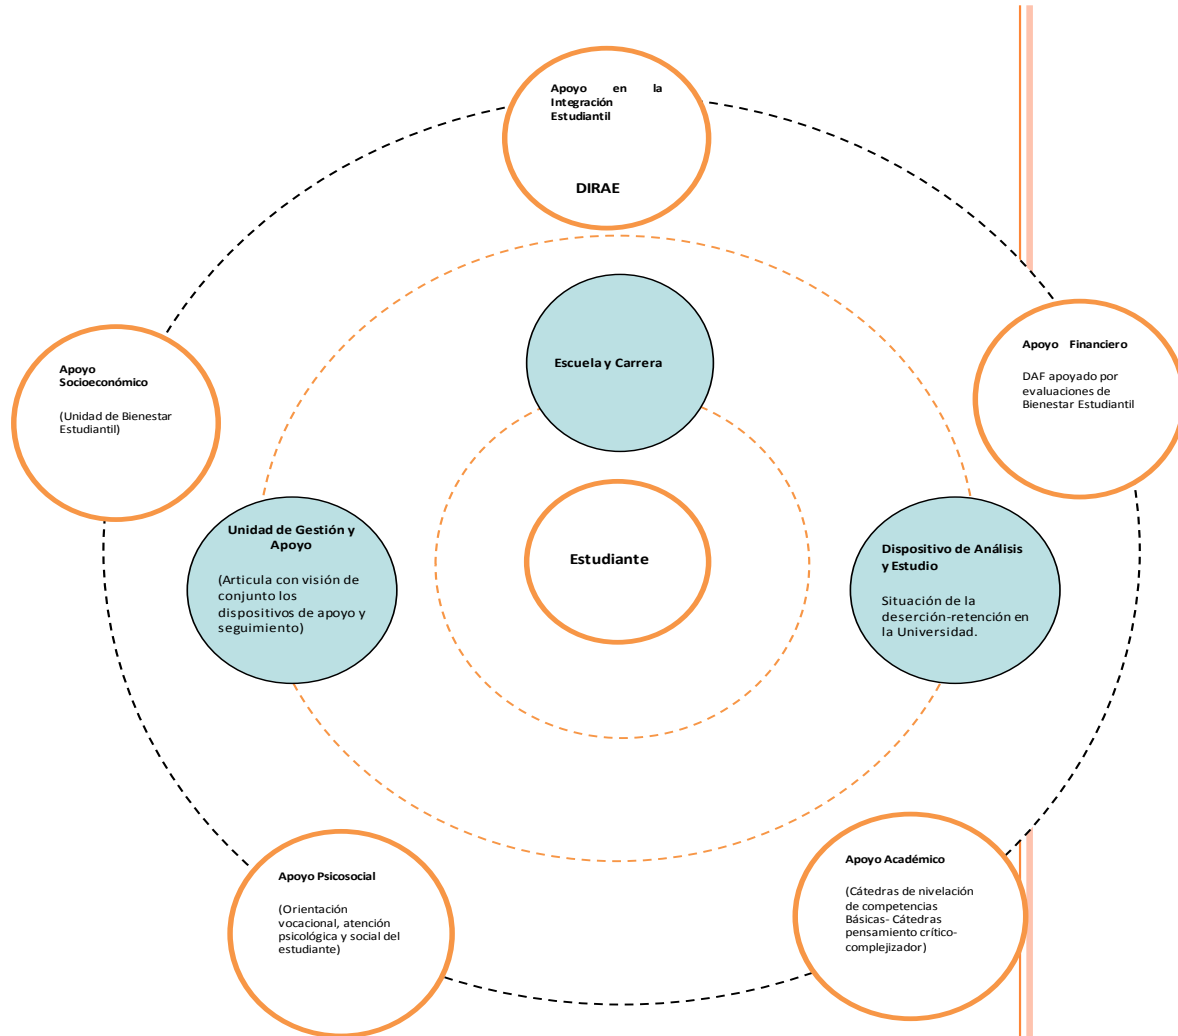 Apoyo en la
Integración
Estudiantil
DIRAE
Escuela y Carrera
Apoyo Financiero
DAF apoyado por
evaluaciones de
Bienestar Estudiantil
Apoyo
Socioeconómico
(Unidad de Bienestar
Estudiantil)
Unidad de Gestión y
Apoyo
(Articula con visión de
conjunto los
dispositivos de apoyo y
seguimiento)
Estudiante
Dispositivo de Análisis
y Estudio
Situación de la
deserción-retención en
la Universidad.
Apoyo Psicosocial
(Orientación
vocacional, atención
psicológica y social del
estudiante)
Apoyo Académico
(Cátedras de nivelación
de competencias
Básicas- Cátedras
pensamiento crítico-
complejizador)